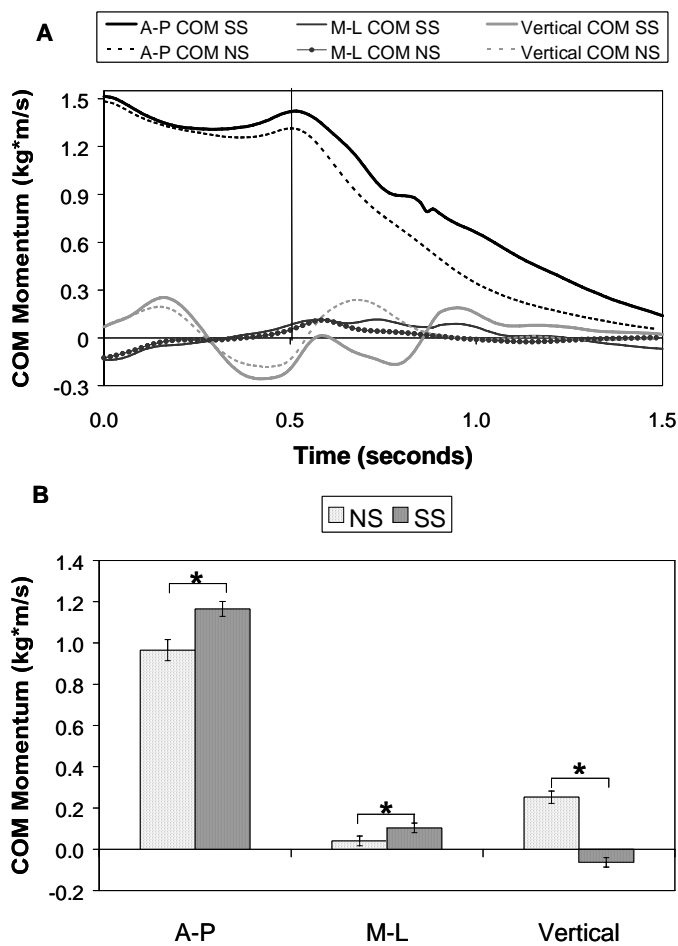 A
A-P COM SS M-L COM SS Vertical COM SS
A-P COM NS M-L COM NS Vertical COM NS
COM Momentum (kg*m/s)
1.5
1.2
0.9
0.6
0.3
0
-0.3
0.0 0.5 1.0 1.5
Time (seconds)
B
NS SS
COM Momentum (kg*m/s)
1.4
1.2
1.0
0.8
0.6
0.4
0.2
0.0
-0.2
*
*
*
A-P M-L Vertical